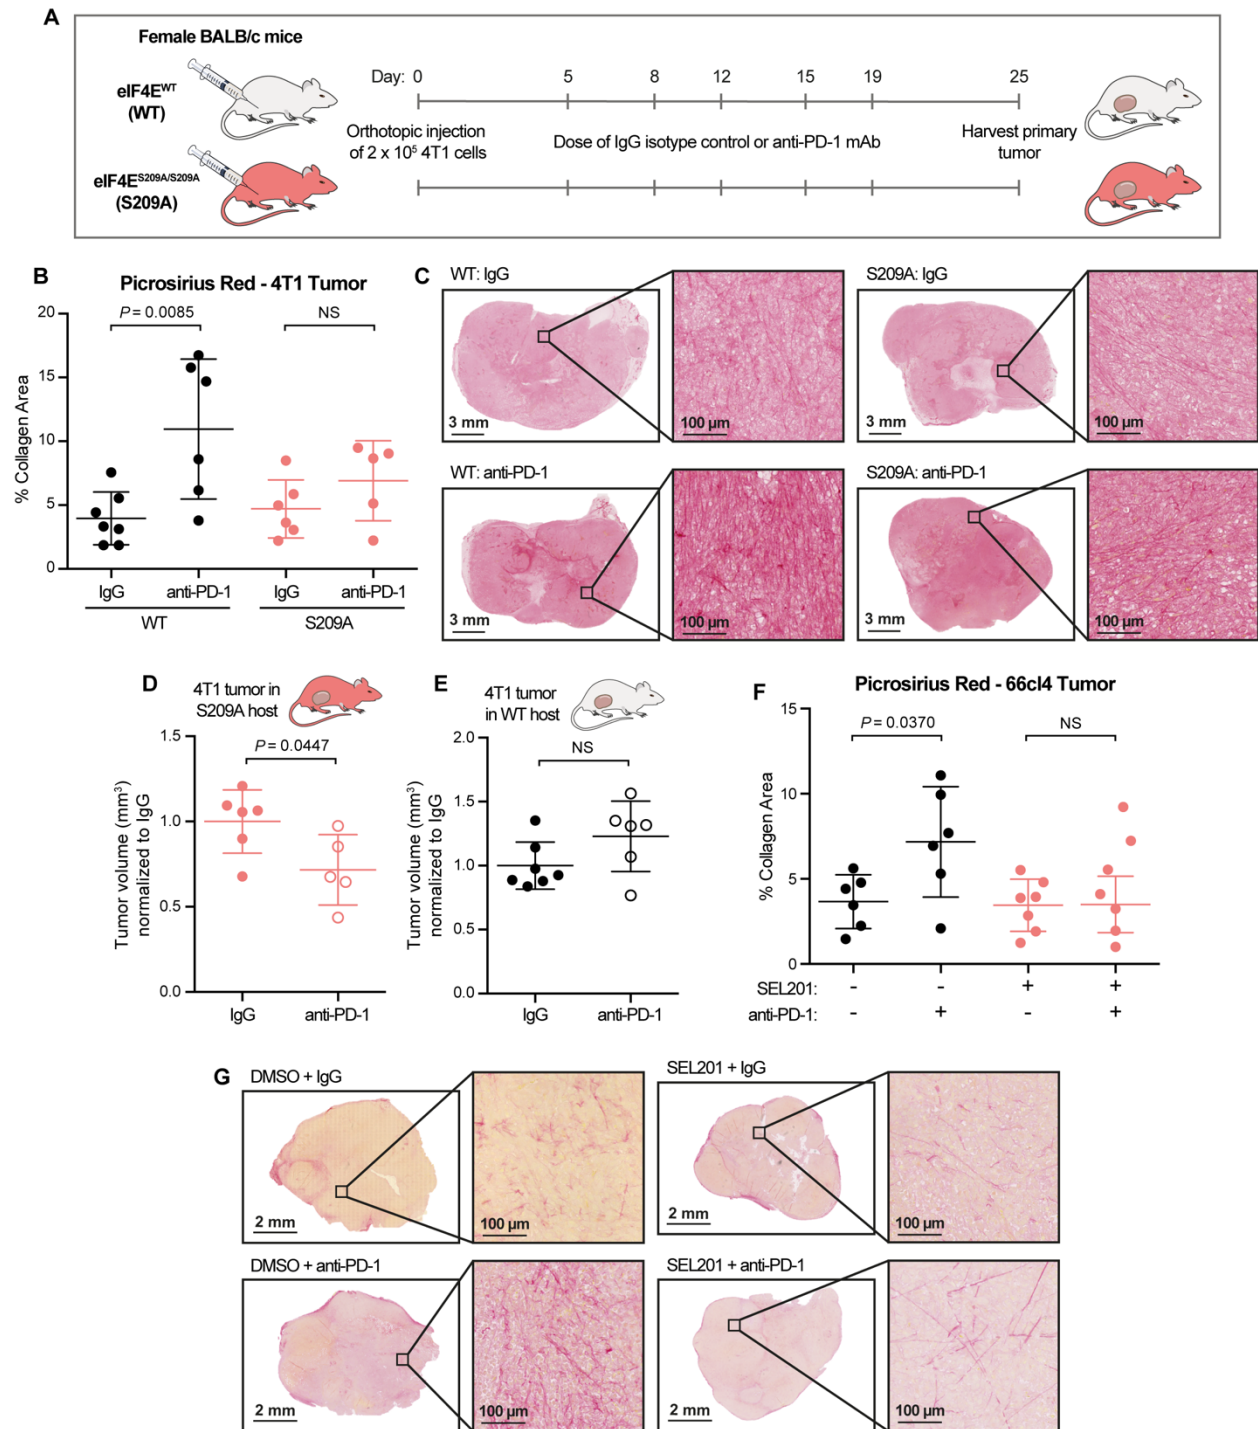 A
Female BALB/c mice
eIF4E^WT
(WT)
eIF4E^S209A/S209A
(S209A)
Day: 0 5 8 12 15 19 25
Orthotopic injection
of 2 x 10⁵ 4T1 cells
Dose of IgG isotype control or anti-PD-1 mAb
Harvest primary
tumor
B
Picrosirius Red - 4T1 Tumor
P = 0.0085
NS
% Collagen Area
20
15
10
5
0
IgG anti-PD-1 IgG anti-PD-1
WT S209A
C
WT: IgG
3 mm
100 µm
S209A: IgG
3 mm
100 µm
WT: anti-PD-1
3 mm
100 µm
S209A: anti-PD-1
3 mm
100 µm
D
4T1 tumor in
S209A host
P = 0.0447
Tumor volume (mm³)
normalized to IgG
1.5
1.0
0.5
0.0
IgG anti-PD-1
E
4T1 tumor
in WT host
NS
Tumor volume (mm³)
normalized to IgG
2.0
1.5
1.0
0.5
0.0
IgG anti-PD-1
F
Picrosirius Red - 66cl4 Tumor
P = 0.0370
NS
% Collagen Area
15
10
5
0
SEL201: - - + +
anti-PD-1: - + - +
G
DMSO + IgG
2 mm
100 µm
SEL201 + IgG
2 mm
100 µm
DMSO + anti-PD-1
2 mm
100 µm
SEL201 + anti-PD-1
2 mm
100 µm